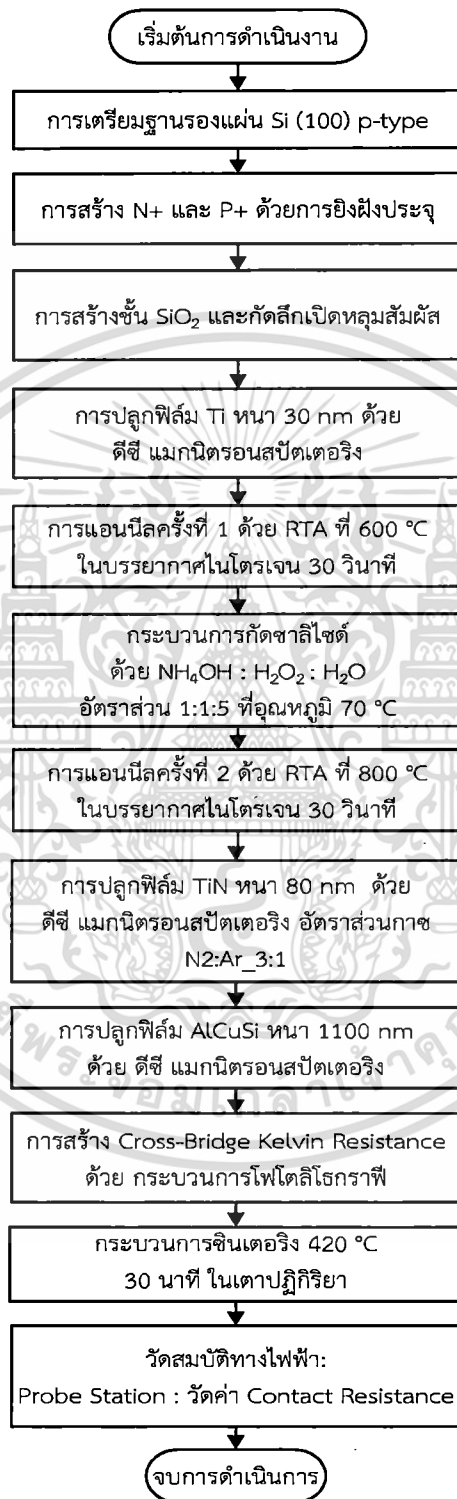 เริ่มต้นการดำเนินงาน
การเตรียมฐานรองแผ่น Si (100) p-type
การสร้าง N+ และ P+ ด้วยการยิงฝังประจุ
การสร้างชั้น SiO₂ และกัดลึกเปิดหลุมสัมผัส
การปลูกฟิล์ม Ti หนา 30 nm ด้วย
ดีซี แมกนิตรอนสปัตเตอริง
การแอนนีลครั้งที่ 1 ด้วย RTA ที่ 600 °C
ในบรรยากาศไนโตรเจน 30 วินาที
กระบวนการกัดซาลิไซด์
ด้วย NH₄OH : H₂O₂ : H₂O
อัตราส่วน 1:1:5 ที่อุณหภูมิ 70 °C
การแอนนีลครั้งที่ 2 ด้วย RTA ที่ 800 °C
ในบรรยากาศไนโตรเจน 30 วินาที
การปลูกฟิล์ม TiN หนา 80 nm ด้วย
ดีซี แมกนิตรอนสปัตเตอริง อัตราส่วนกาซ
N2:Ar_3:1
การปลูกฟิล์ม AlCuSi หนา 1100 nm
ด้วย ดีซี แมกนิตรอนสปัตเตอริง
การสร้าง Cross-Bridge Kelvin Resistance
ด้วย กระบวนการโฟโตลิโธกราฟี
กระบวนการซินเตอริง 420 °C
30 นาที ในเตาปฏิกิริยา
วัดสมบัติทางไฟฟ้า:
Probe Station : วัดค่า Contact Resistance
จบการดำเนินการ